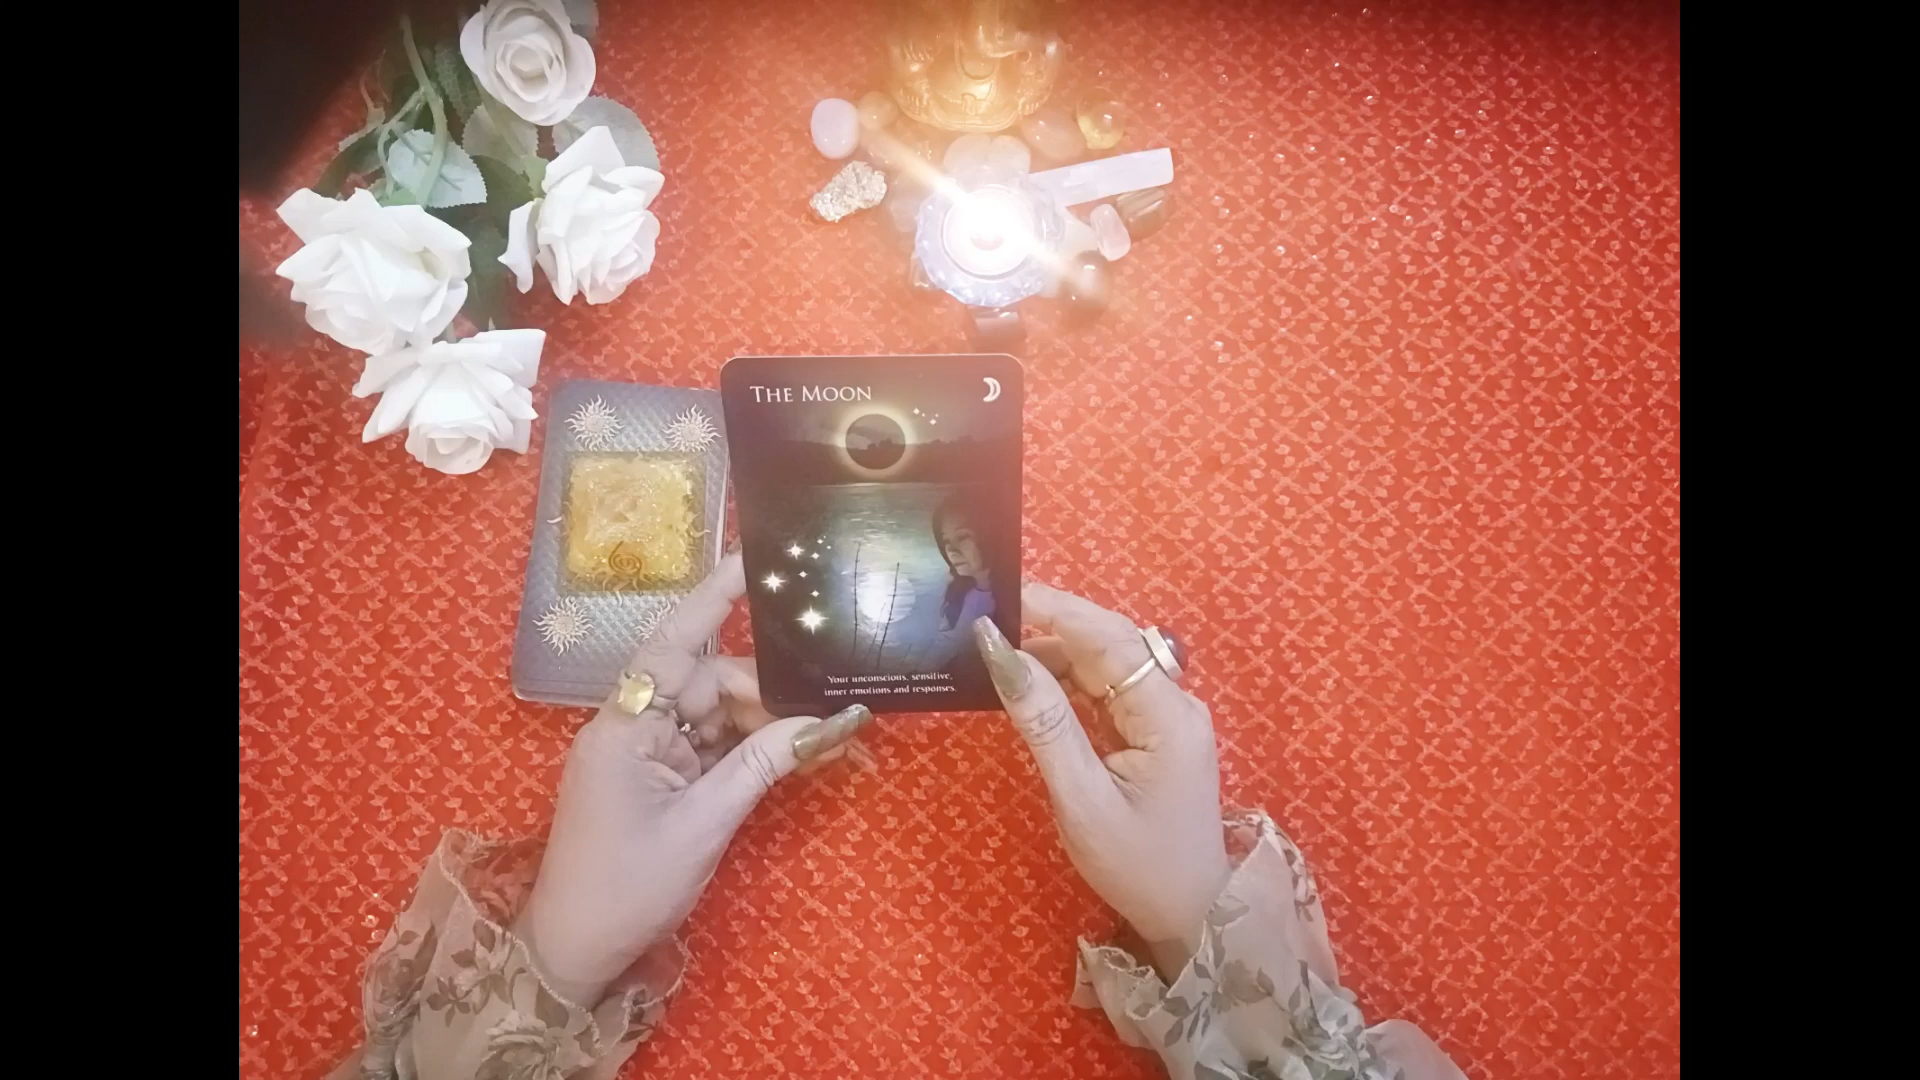 THE MOON
Your unconscious, sensitive,
inner emotions and responses.